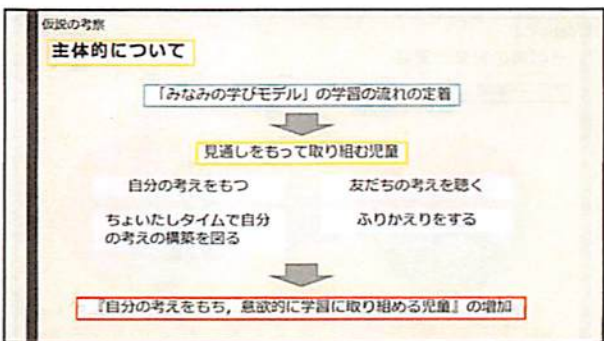 仮説の考察
主体的について
「みなみの学びモデル」の学習の流れの定着
見通しをもって取り組む児童
自分の考えをもつ
友だちの考えを聴く
ちょいたしタイムで自分
の考えの構築を図る
ふりかえりをする
『自分の考えをもち，意欲的に学習に取り組める児童』の増加